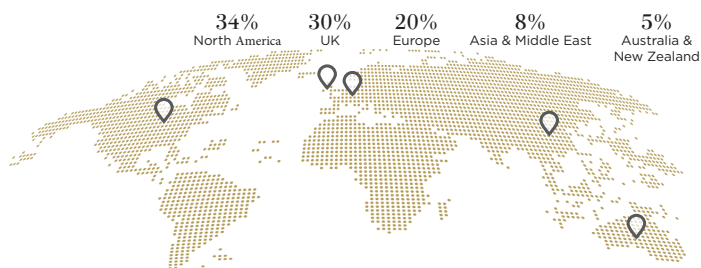 34% 30% 20% 8% 5%
North America UK Europe Asia & Middle East Australia &
New Zealand